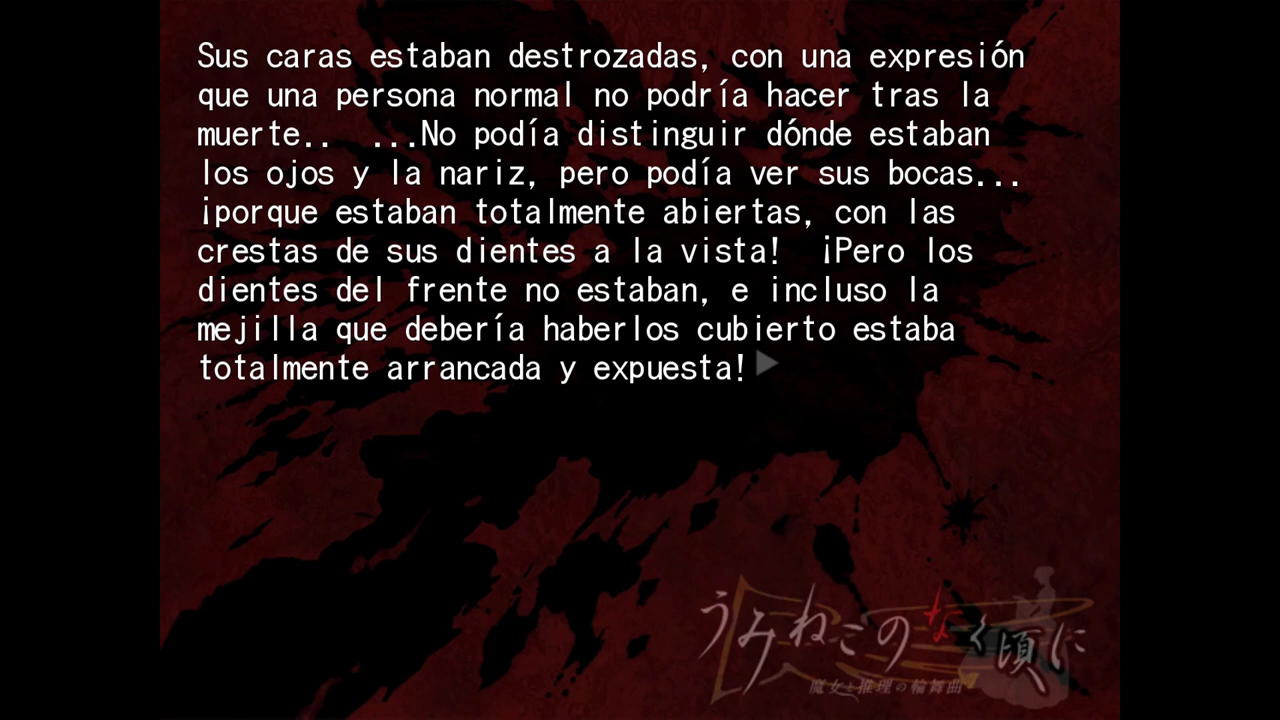 Sus caras estaban destrozadas, con una expresión
que una persona normal no podría hacer tras la
muerte.. ...No podía distinguir dónde estaban
los ojos y la nariz, pero podía ver sus bocas...
¡porque estaban totalmente abiertas, con las
crestas de sus dientes a la vista! ¡Pero los
dientes del frente no estaban, e incluso la
mejilla que debería haberlos cubierto estaba
totalmente arrancada y expuesta!
うみねこのなく頃に
魔女と推理の輪舞曲